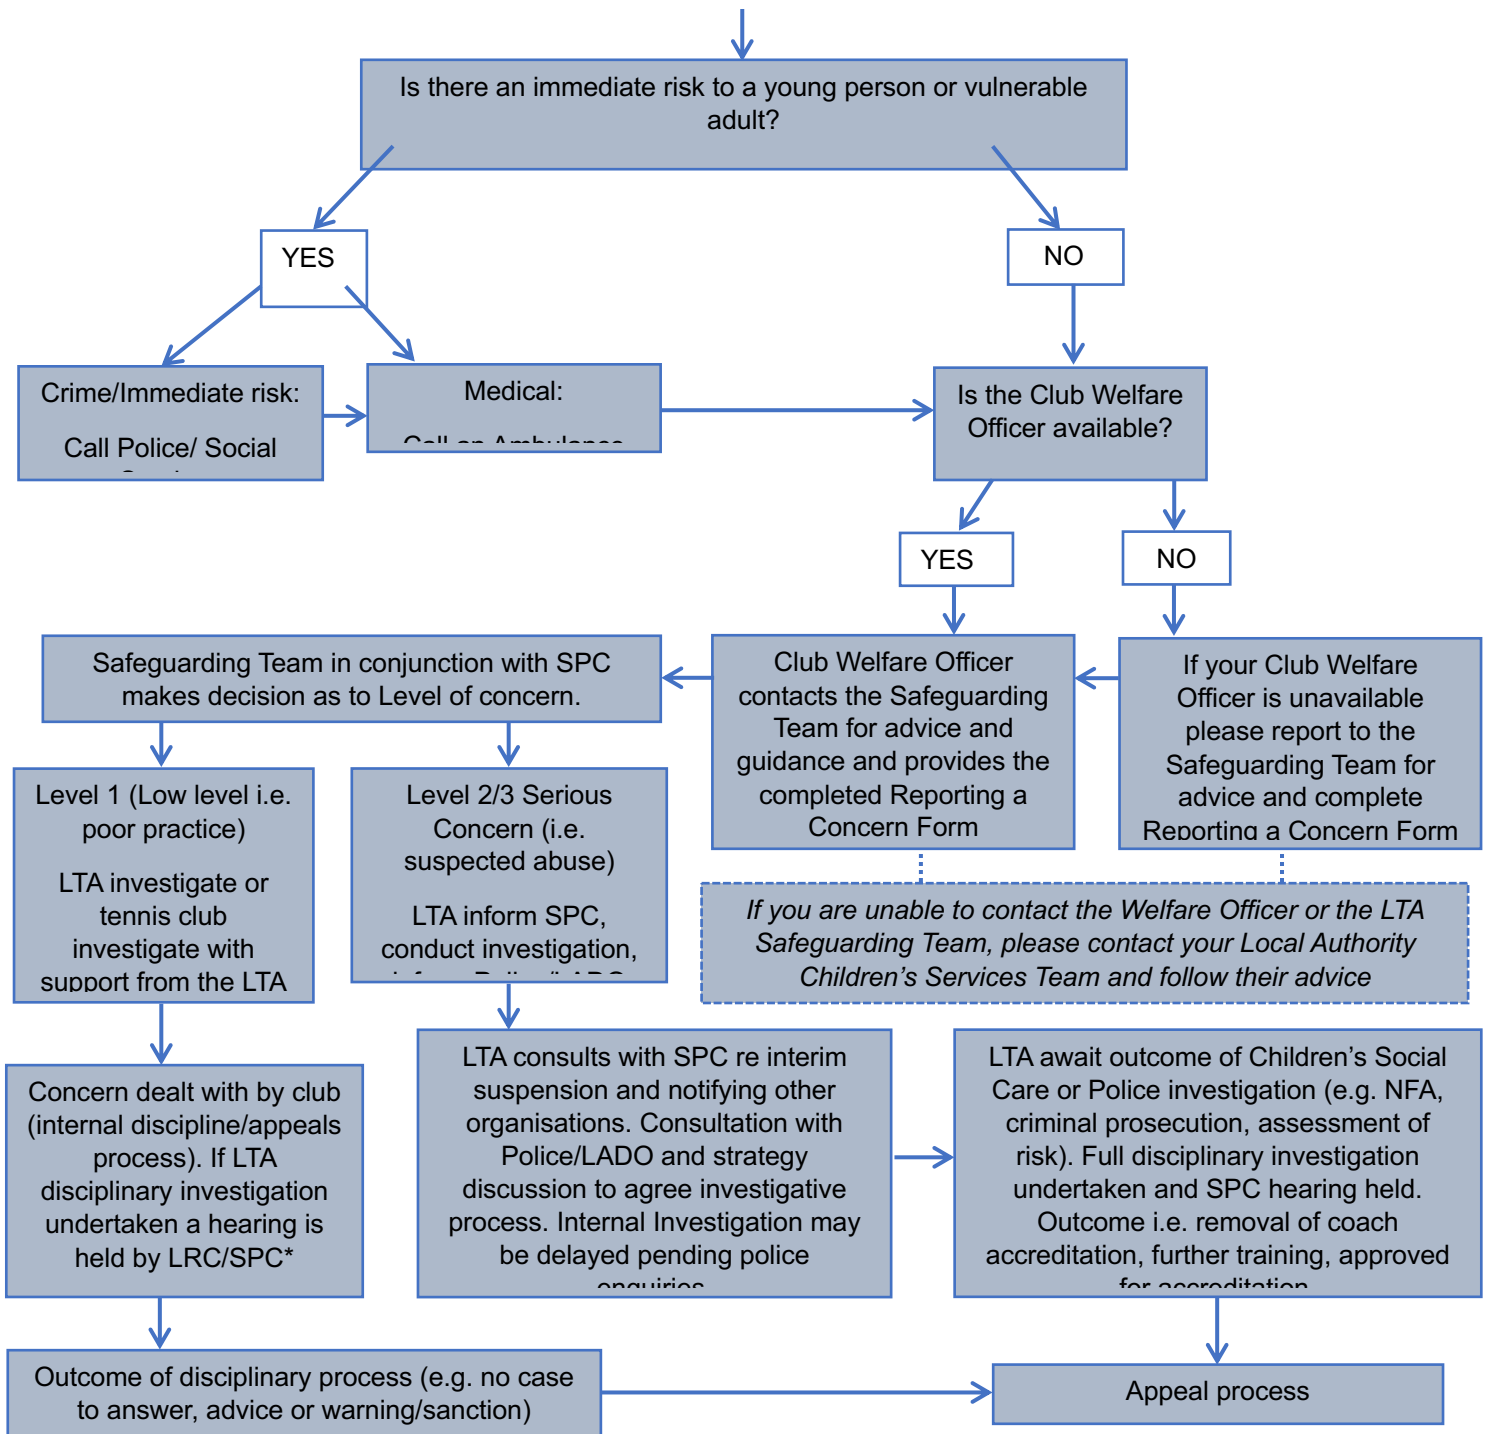 Is there an immediate risk to a young person or vulnerable
adult?
YES
NO
Crime/Immediate risk:
Call Police/ Social
Medical:
Call an Ambulance
Is the Club Welfare
Officer available?
YES
NO
Safeguarding Team in conjunction with SPC
makes decision as to Level of concern.
Club Welfare Officer
contacts the Safeguarding
Team for advice and
guidance and provides the
completed Reporting a
Concern Form
If your Club Welfare
Officer is unavailable
please report to the
Safeguarding Team for
advice and complete
Reporting a Concern Form
Level 1 (Low level i.e.
poor practice)
LTA investigate or
tennis club
investigate with
support from the LTA
Level 2/3 Serious
Concern (i.e.
suspected abuse)
LTA inform SPC,
conduct investigation,
If you are unable to contact the Welfare Officer or the LTA
Safeguarding Team, please contact your Local Authority
Children's Services Team and follow their advice
Concern dealt with by club
(internal discipline/appeals
process). If LTA
disciplinary investigation
undertaken a hearing is
held by LRC/SPC*
LTA consults with SPC re interim
suspension and notifying other
organisations. Consultation with
Police/LADO and strategy
discussion to agree investigative
process. Internal Investigation may
be delayed pending police
enquiries
LTA await outcome of Children's Social
Care or Police investigation (e.g. NFA,
criminal prosecution, assessment of
risk). Full disciplinary investigation
undertaken and SPC hearing held.
Outcome i.e. removal of coach
accreditation, further training, approved
for accreditation
Outcome of disciplinary process (e.g. no case
to answer, advice or warning/sanction)
Appeal process